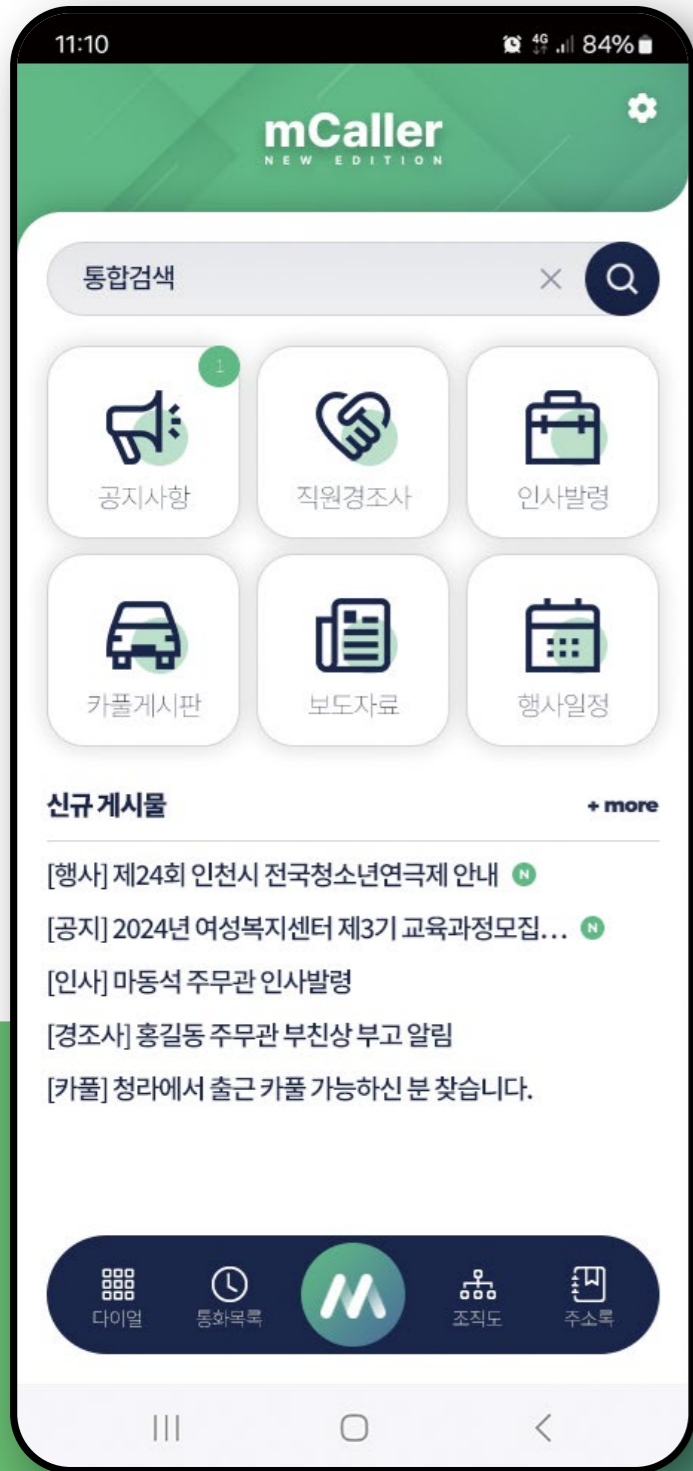 11:10 4G 84%
mCaller
NEW EDITION
통합검색
1
공지사항 직원경조사 인사발령
카풀게시판 보도자료 행사일정
신규 게시물 + more
[행사] 제24회 인천시 전국청소년연극제 안내 N
[공지] 2024년 여성복지센터 제3기 교육과정모집... N
[인사] 마동석 주무관 인사발령
[경조사] 홍길동 주무관 부친상 부고 알림
[카풀] 청라에서 출근 카풀 가능하신 분 찾습니다.
다이얼 통화목록 M 조직도 주소록